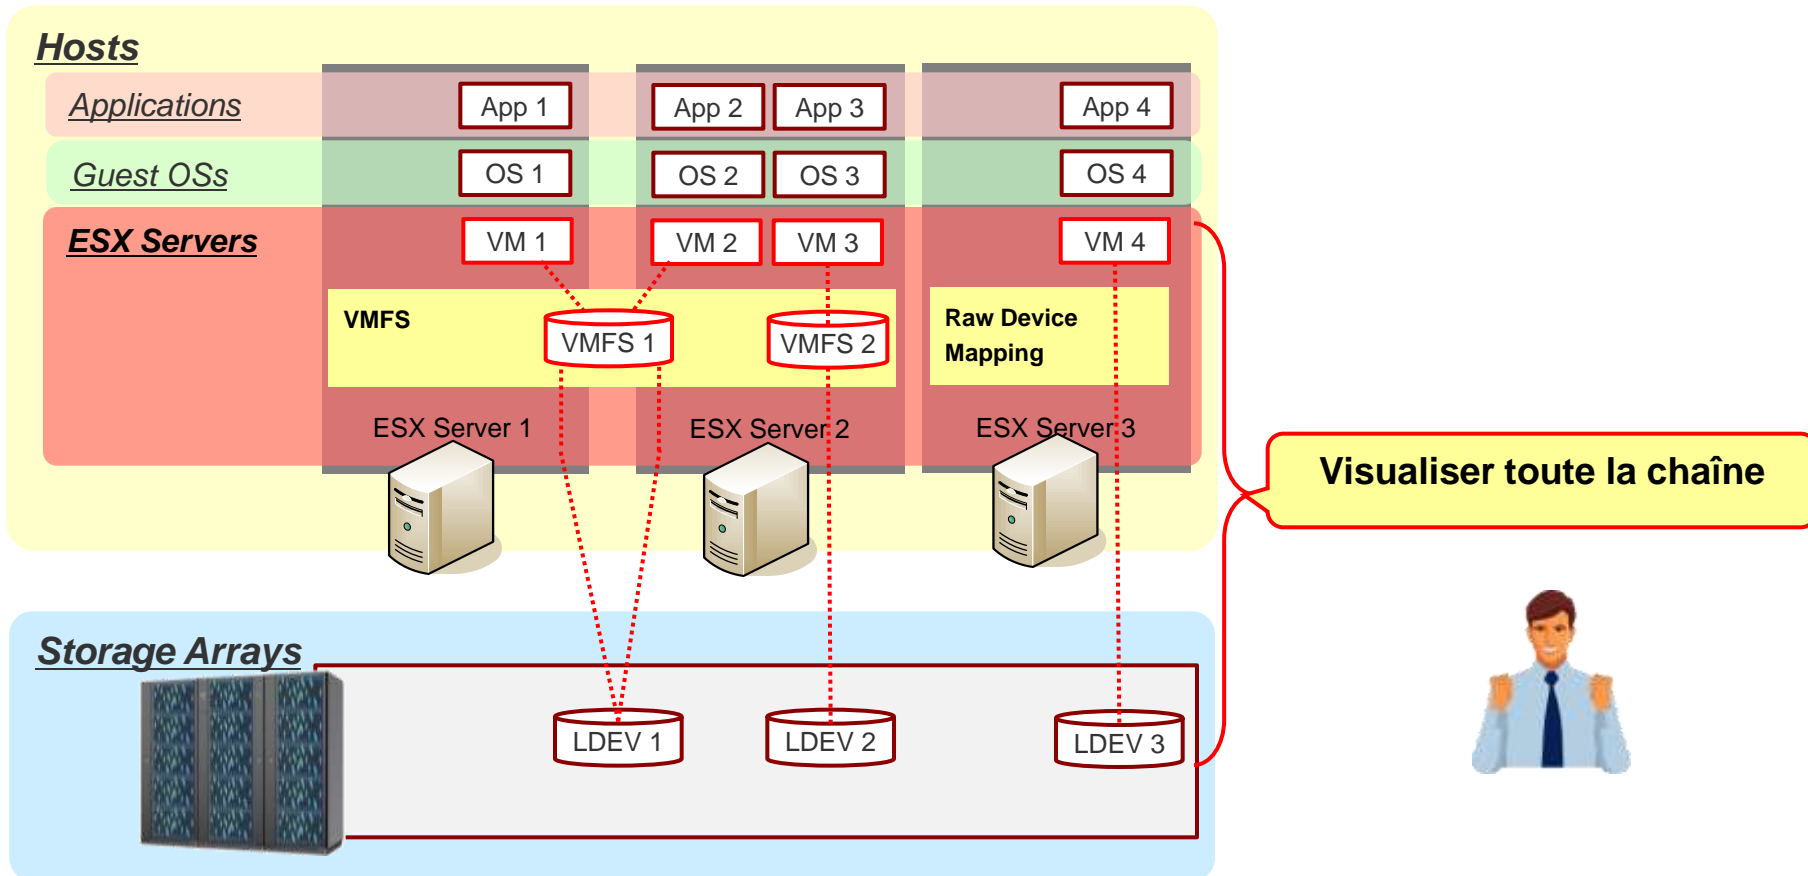 Hosts
Applications
App 1
App 2
App 3
App 4
Guest OSs
OS 1
OS 2
OS 3
OS 4
ESX Servers
VM 1
VM 2
VM 3
VM 4
VMFS
VMFS 1
VMFS 2
Raw Device
Mapping
ESX Server 1
ESX Server 2
ESX Server 3
Visualiser toute la chaîne
Storage Arrays
LDEV 1
LDEV 2
LDEV 3